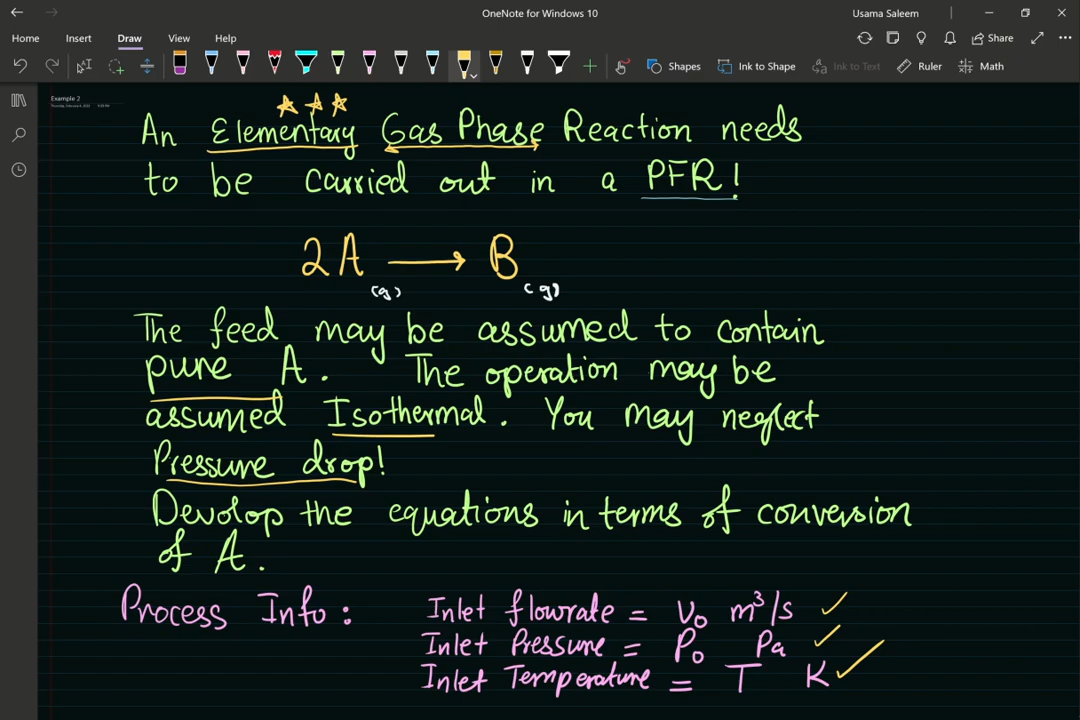 OneNote for Windows 10
Usama Saleem
Home Insert Draw View Help
Share
Shapes Ink to Shape Ink to Text Ruler Math
Example 2
An Elementary Gas Phase Reaction needs
to be carried out in a PFR!
2A → B
(g) (g)
The feed may be assumed to contain
pure A. The operation may be
assumed Isothermal. You may neglect
Pressure drop!
Devolop the equations in terms of conversion
of A.
Process Info: Inlet flowrate = v₀ m³/s
Inlet Pressure = P₀ Pa
Inlet Temperature = T K